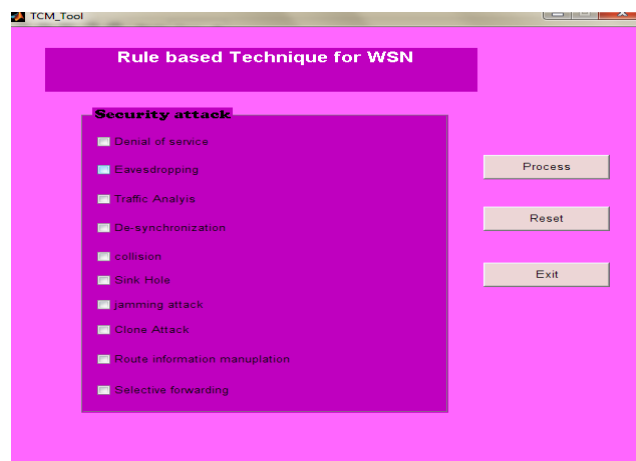 TCM_Tool
Rule based Technique for WSN
Security attack
Denial of service
Eavesdropping
Traffic Analyis
De-synchronization
collision
Sink Hole
jamming attack
Clone Attack
Route information manuplation
Selective forwarding
Process
Reset
Exit